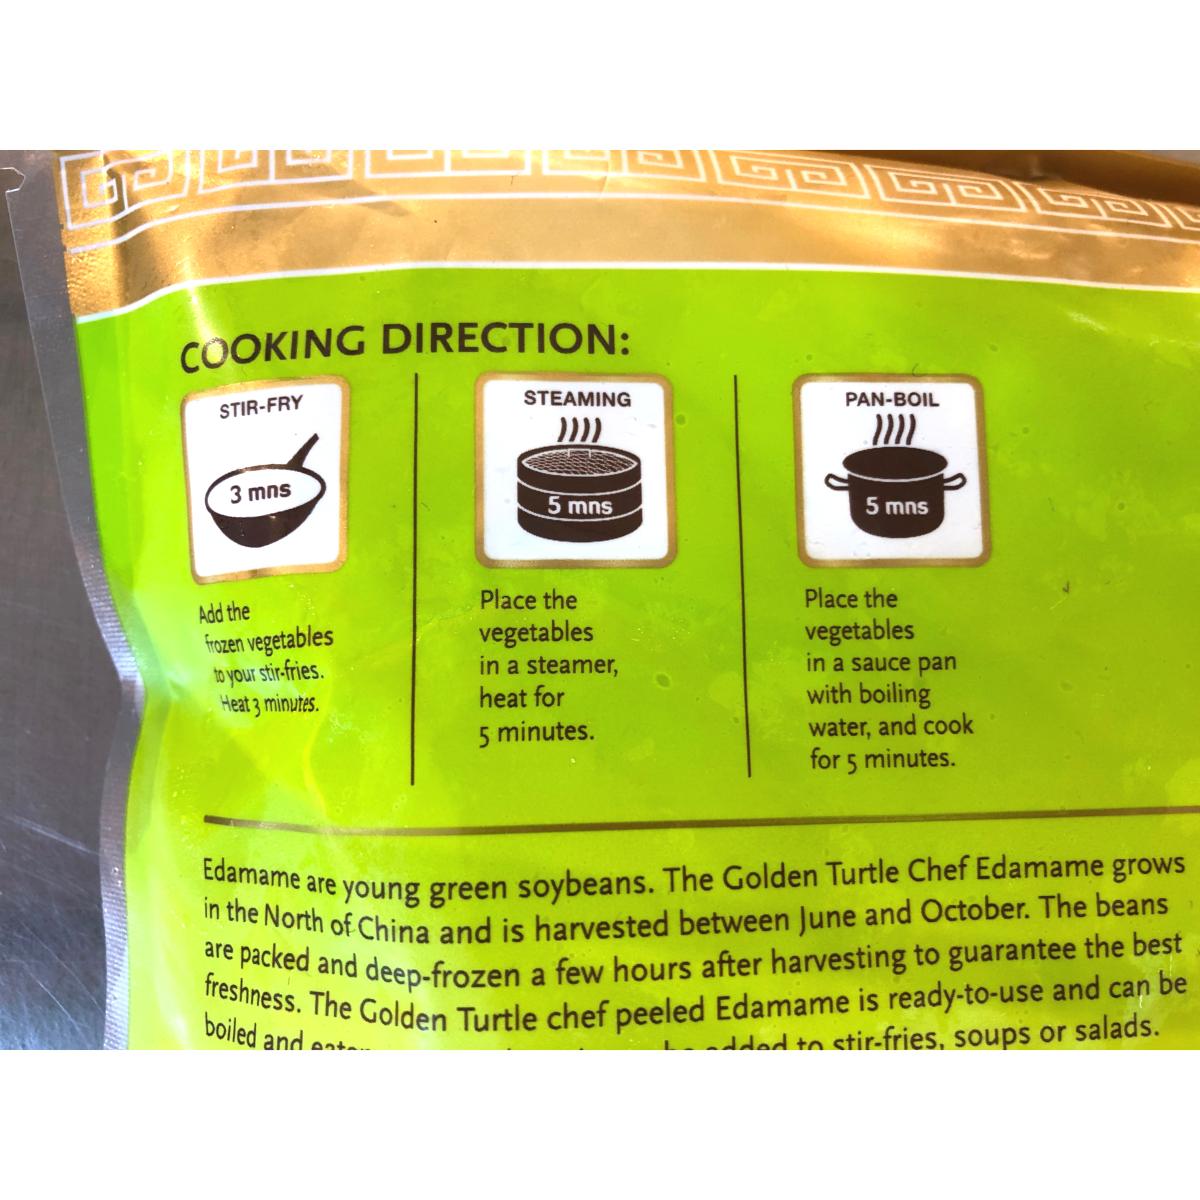 COOKING DIRECTION:
STIR-FRY
3 mns
Add the
frozen vegetables
to your stir-fries.
Heat 3 minutes.
STEAMING
5 mns
Place the
vegetables
in a steamer,
heat for
5 minutes.
PAN-BOIL
5 mns
Place the
vegetables
in a sauce pan
with boiling
water, and cook
for 5 minutes.
Edamame are young green soybeans. The Golden Turtle Chef Edamame grows
in the North of China and is harvested between June and October. The beans
are packed and deep-frozen a few hours after harvesting to guarantee the best
freshness. The Golden Turtle chef peeled Edamame is ready-to-use and can be
boiled and be added to stir-fries, soups or salads.